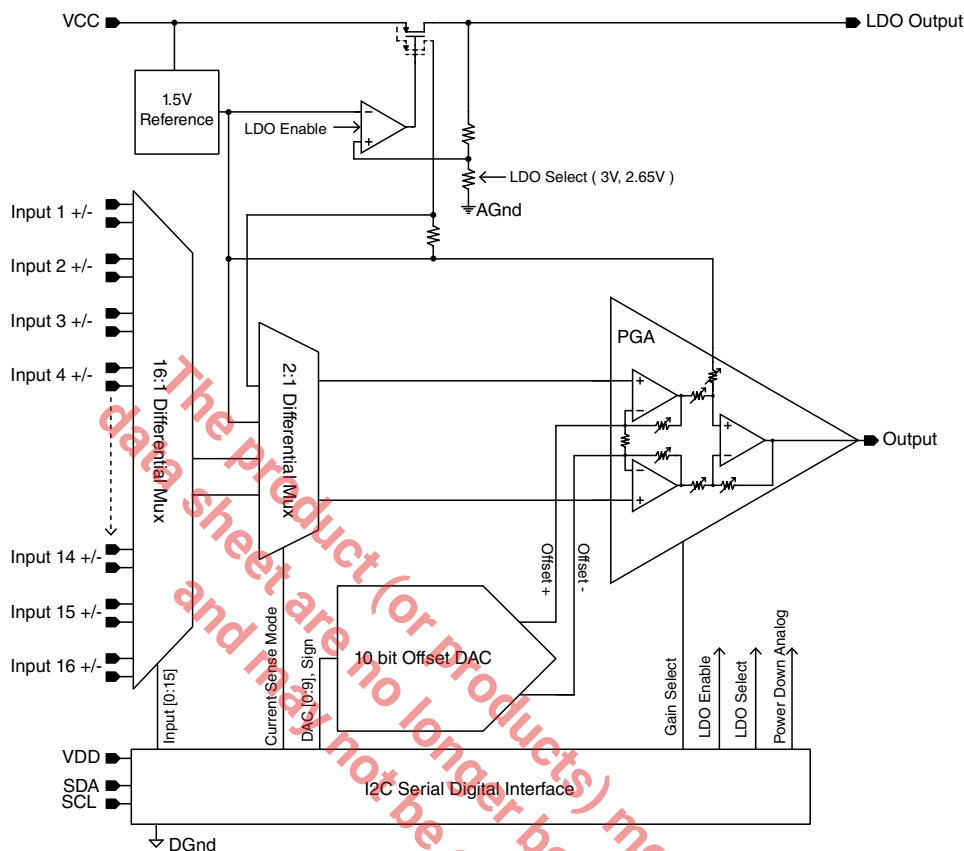 VCC
LDO Output
1.5V
Reference
LDO Enable
LDO Select ( 3V, 2.65V )
AGnd
Input 1 +/-
Input 2 +/-
Input 3 +/-
Input 4 +/-
Input 14 +/-
Input 15 +/-
Input 16 +/-
16:1 Differential Mux
2:1 Differential Mux
PGA
Output
Offset +
Offset -
10 bit Offset DAC
Input [0:15]
Current Sense Mode
DAC [0:9], Sign
Gain Select
LDO Enable
LDO Select
Power Down Analog
VDD
SDA
SCL
I2C Serial Digital Interface
DGnd
The product (or products)
data sheet are no longer
and may not be